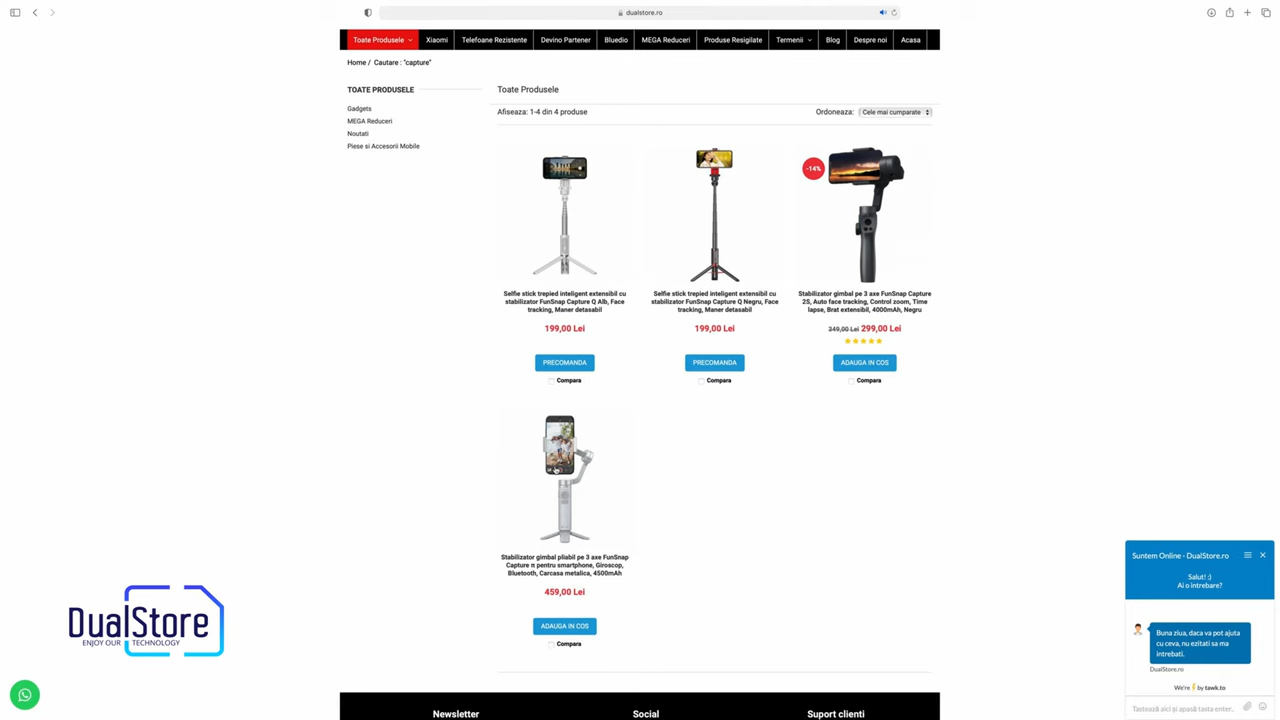 dualstore.ro
Toate Produsele
Xiaomi
Telefoane Rezistente
Devino Partener
Bluedio
MEGA Reduceri
Produse Resigilate
Termenii
Blog
Despre noi
Acasa
Home / Cautare : "capture"
TOATE PRODUSELE
Gadgets
MEGA Reduceri
Noutati
Piese si Accesorii Mobile
Toate Produsele
Afiseaza: 1-4 din 4 produse
Ordoneaza: Cele mai cumparate
Selfie stick trepied inteligent extensibil cu
stabilizator FunSnap Capture Q Alb, Face
tracking, Maner detasabil
199,00 Lei
PRECOMANDA
Compara
Selfie stick trepied inteligent extensibil cu
stabilizator FunSnap Capture Q Negru, Face
tracking, Maner detasabil
199,00 Lei
PRECOMANDA
Compara
-14%
Stabilizator gimbal pe 3 axe FunSnap Capture
2S, Auto face tracking, Control zoom, Time
lapse, Brat extensibil, 4000mAh, Negru
349,00 Lei 299,00 Lei
ADAUGA IN COS
Compara
Stabilizator gimbal pliabil pe 3 axe FunSnap
Capture π pentru smartphone, Giroscop,
Bluetooth, Carcasa metalica, 4500mAh
459,00 Lei
ADAUGA IN COS
Compara
DualStore
ENJOY OUR TECHNOLOGY
Newsletter
Social
Suport clienti
Suntem Online - DualStore.ro
Salut! :)
Ai o intrebare?
Buna ziua, daca va pot ajuta
cu ceva, nu ezitati sa ma
intrebati.
DualStore.ro
We're by tawk.to
Tastează aici și apasă tasta enter..